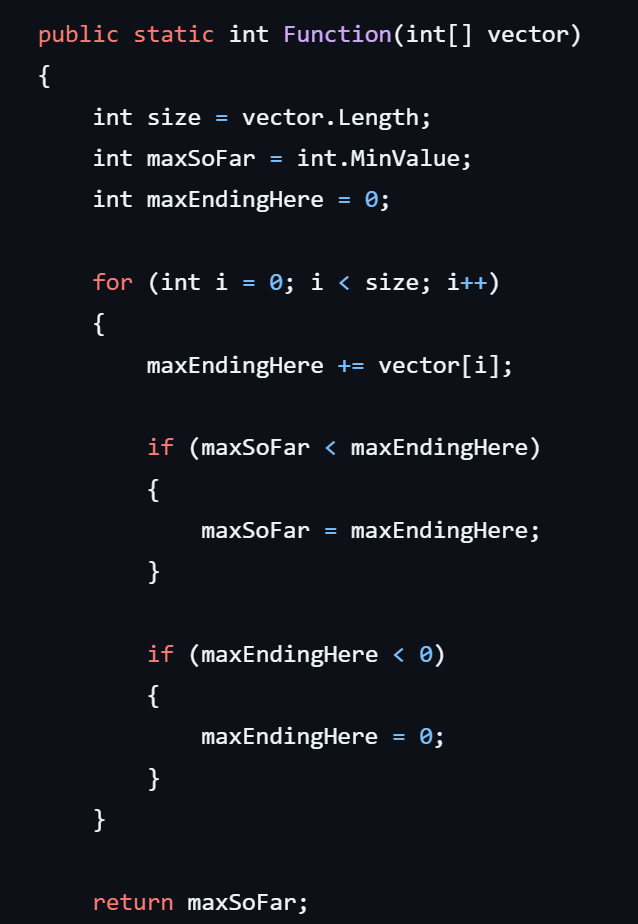 public static int Function(int[] vector)
{
    int size = vector.Length;
    int maxSoFar = int.MinValue;
    int maxEndingHere = 0;

    for (int i = 0; i < size; i++)
    {
        maxEndingHere += vector[i];

        if (maxSoFar < maxEndingHere)
        {
            maxSoFar = maxEndingHere;
        }

        if (maxEndingHere < 0)
        {
            maxEndingHere = 0;
        }
    }

    return maxSoFar;